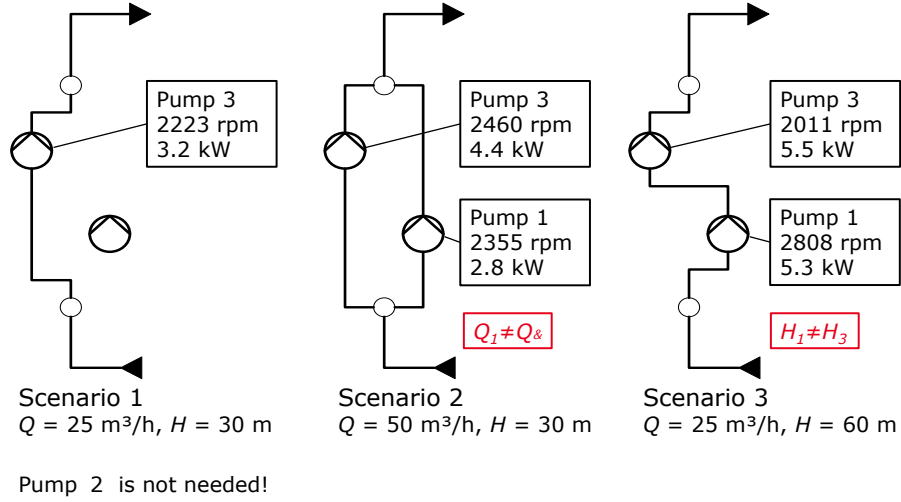 Pump 3
2223 rpm
3.2 kW
Pump 3
2460 rpm
4.4 kW
Pump 1
2355 rpm
2.8 kW
Q₁≠Q&
Pump 3
2011 rpm
5.5 kW
Pump 1
2808 rpm
5.3 kW
H₁≠H₃
Scenario 1
Q = 25 m³/h, H = 30 m
Scenario 2
Q = 50 m³/h, H = 30 m
Scenario 3
Q = 25 m³/h, H = 60 m
Pump 2 is not needed!